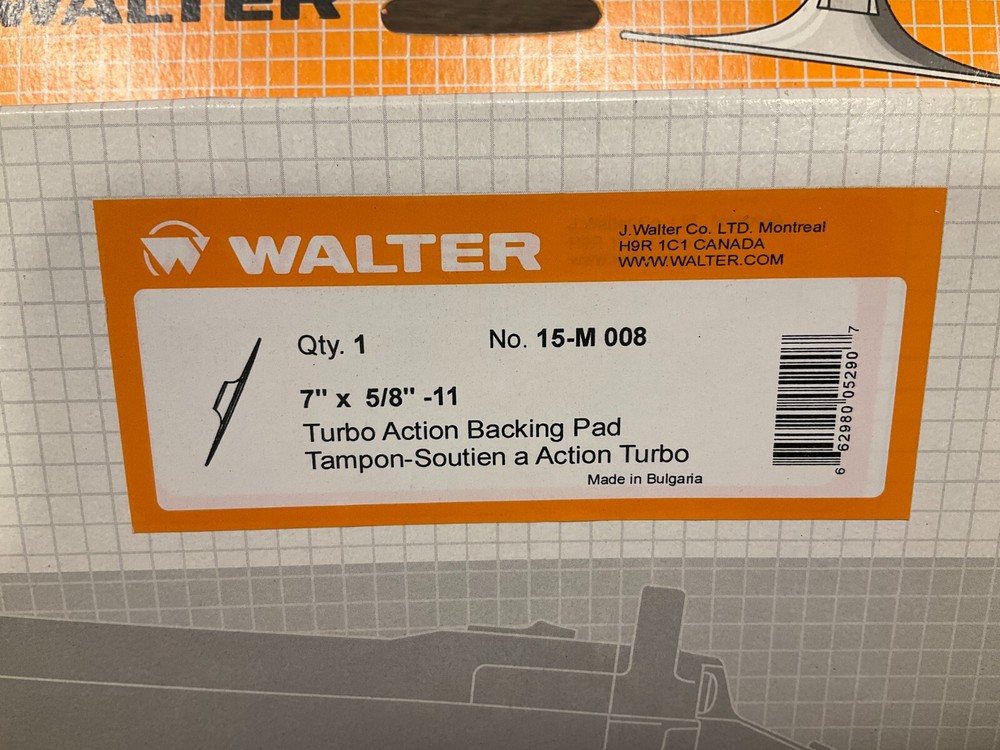 WALTER
WALTER
J.Walter Co. LTD. Montreal
H9R 1C1 CANADA
WWW.WALTER.COM
Qty. 1
No. 15-M 008
7" x 5/8" -11
Turbo Action Backing Pad
Tampon-Soutien a Action Turbo
Made in Bulgaria
6 62980 05290 7